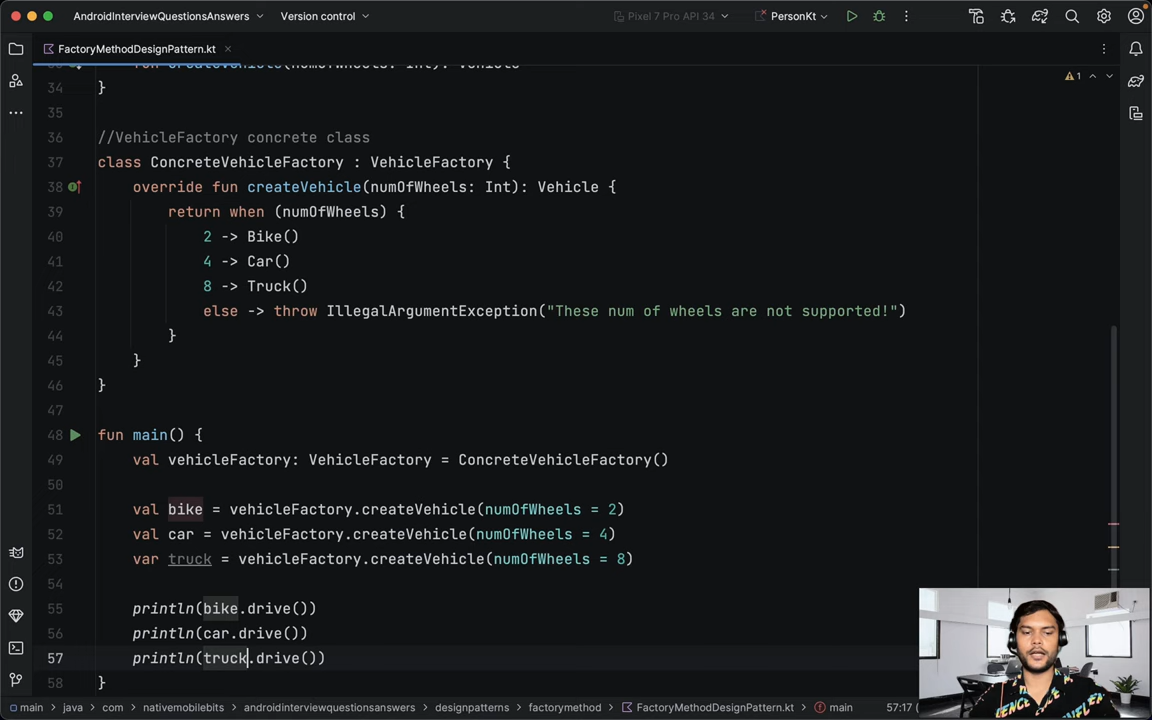 AndroidInterviewQuestionsAnswers Version control Pixel 7 Pro API 34 PersonKt
FactoryMethodDesignPattern.kt
1
34 }
35
36 //VehicleFactory concrete class
37 class ConcreteVehicleFactory : VehicleFactory {
38 override fun createVehicle(numOfWheels: Int): Vehicle {
39 return when (numOfWheels) {
40 2 -> Bike()
41 4 -> Car()
42 8 -> Truck()
43 else -> throw IllegalArgumentException("These num of wheels are not supported!")
44 }
45 }
46 }
47
48 fun main() {
49 val vehicleFactory: VehicleFactory = ConcreteVehicleFactory()
50
51 val bike = vehicleFactory.createVehicle(numOfWheels = 2)
52 val car = vehicleFactory.createVehicle(numOfWheels = 4)
53 var truck = vehicleFactory.createVehicle(numOfWheels = 8)
54
55 println(bike.drive())
56 println(car.drive())
57 println(truck.drive())
58 }
main java com nativemobilebits androidinterviewquestionsanswers designpatterns factorymethod FactoryMethodDesignPattern.kt main 57:17